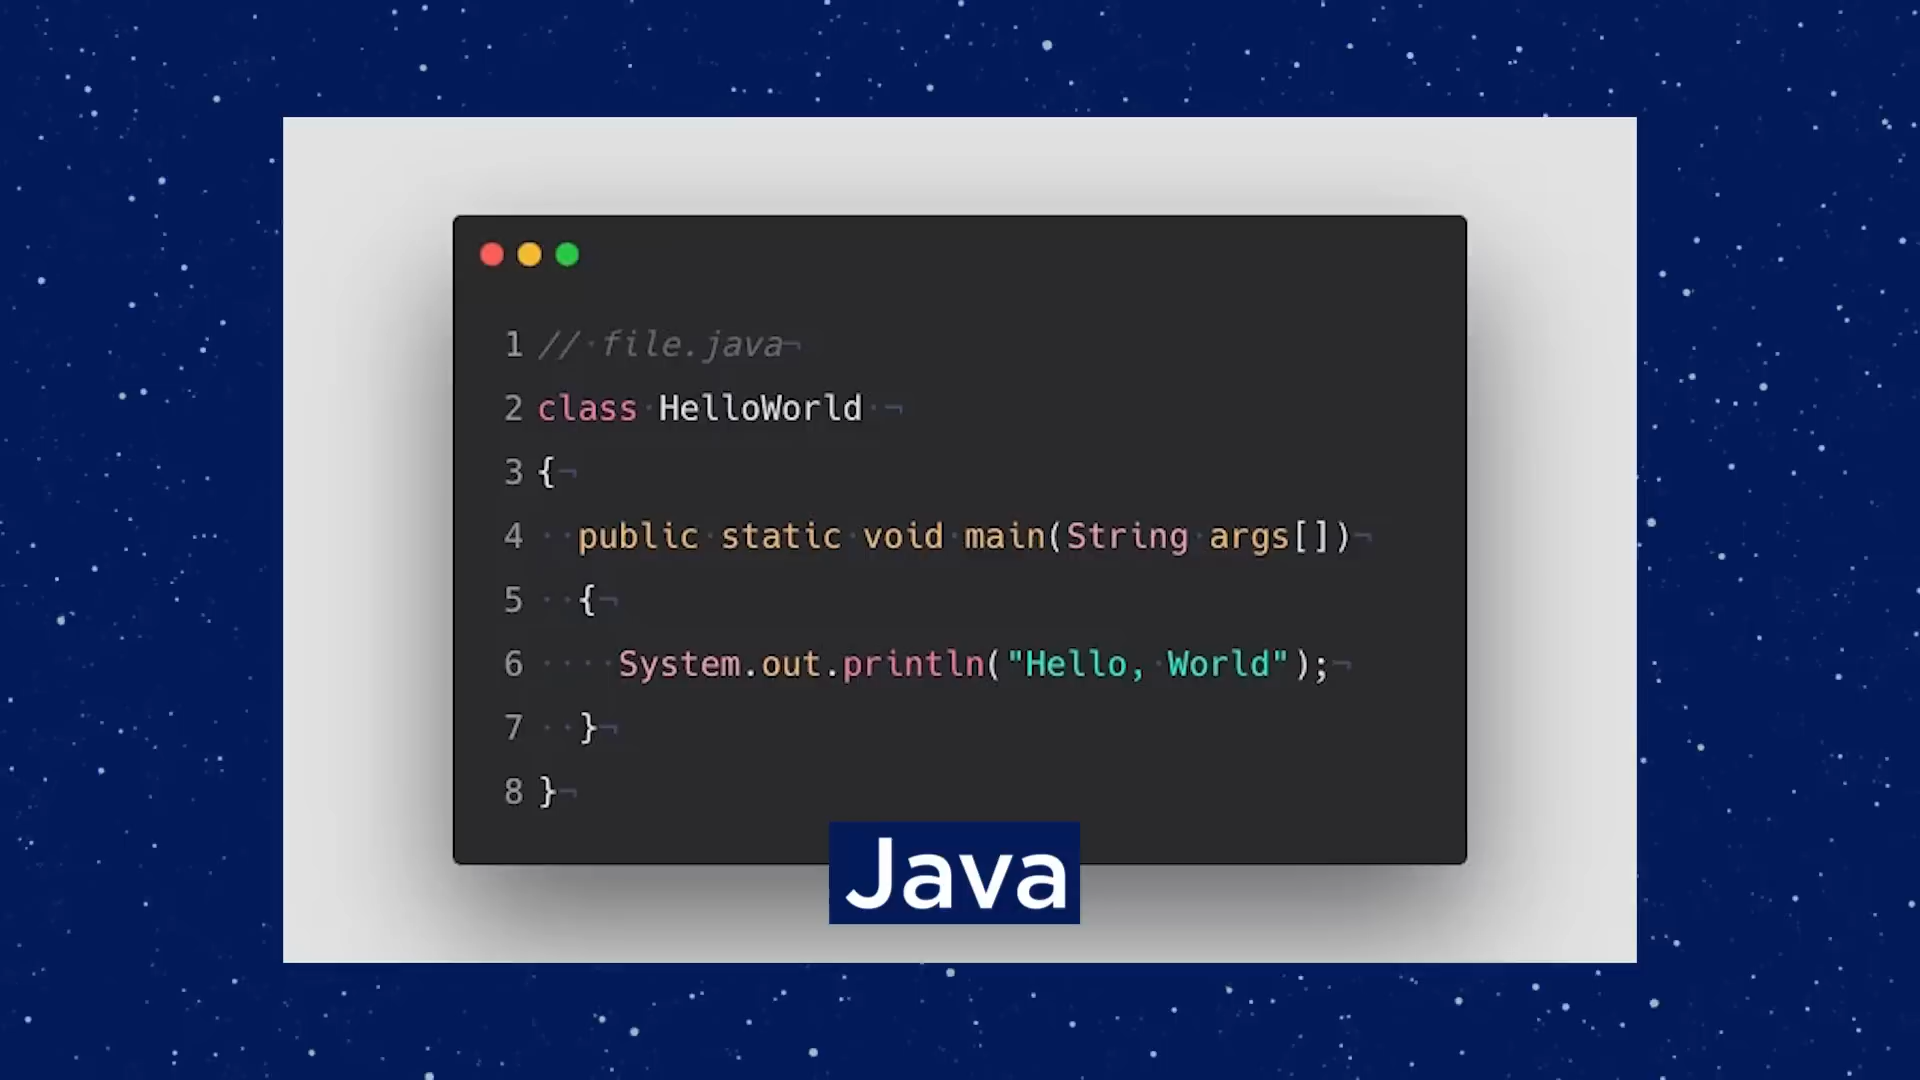 1 // file.java
2 class HelloWorld
3 {
4   public static void main(String args[])
5   {
6     System.out.println("Hello, World");
7   }
8 }
Java